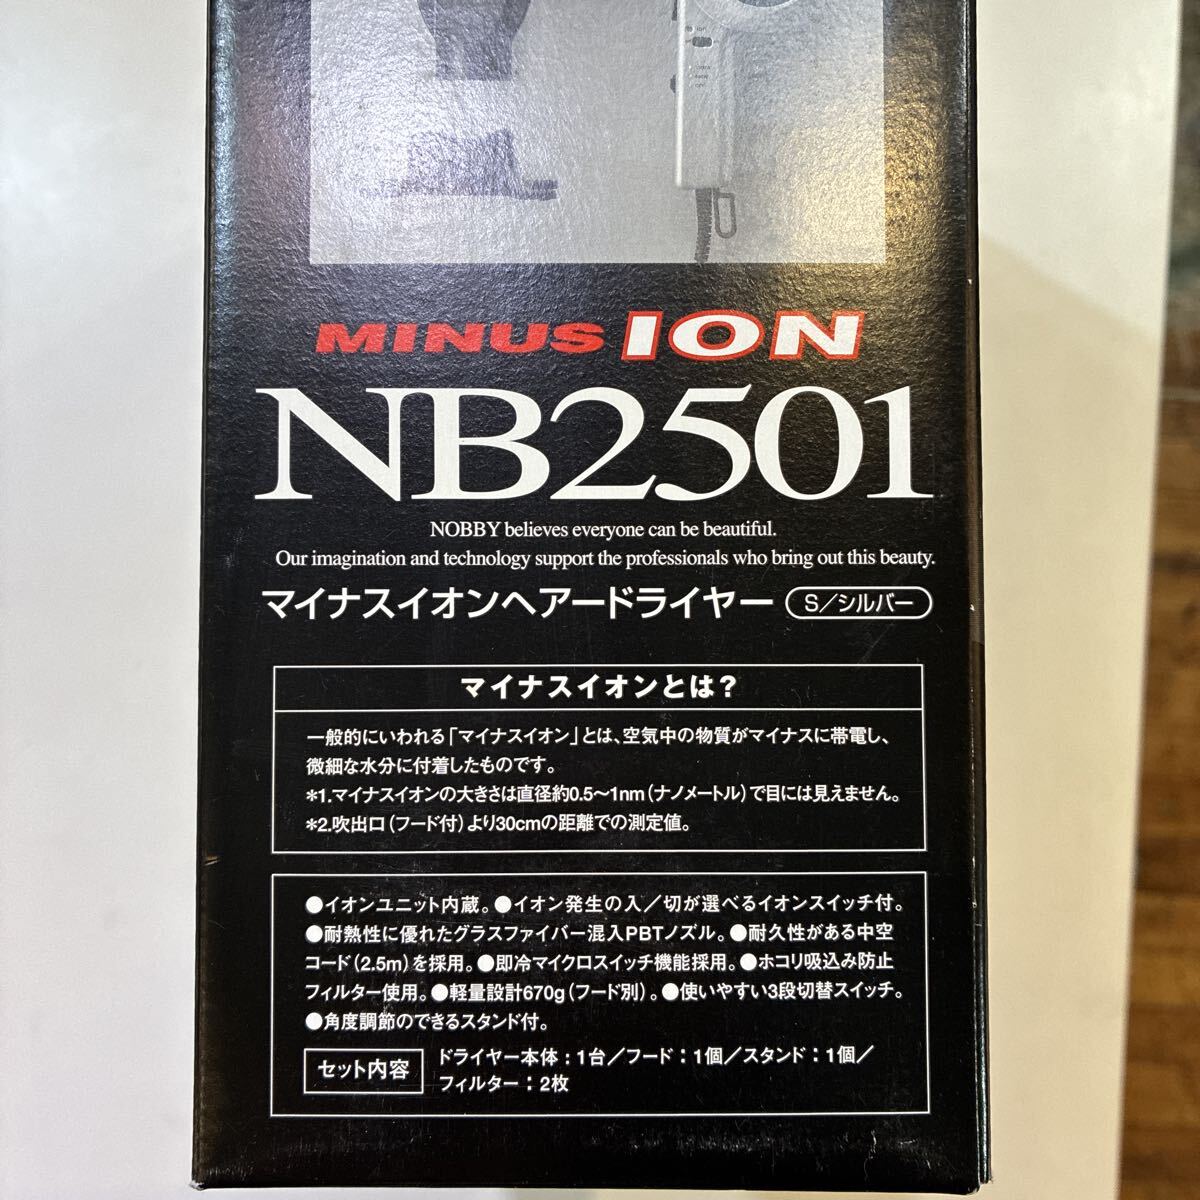 MINUS ION
NB2501
NOBBY believes everyone can be beautiful.
Our imagination and technology support the professionals who bring out this beauty.
マイナスイオンヘアードライヤー S/シルバー
マイナスイオンとは?
一般的にいわれる「マイナスイオン」とは、空気中の物質がマイナスに帯電し、
微細な水分に付着したものです。
*1.マイナスイオンの大きさは直径約0.5〜1nm(ナノメートル)で目には見えません。
*2.吹出口(フード付)より30cmの距離での測定値。
●イオンユニット内蔵。●イオン発生の入/切が選べるイオンスイッチ付。
●耐熱性に優れたグラスファイバー混入PBTノズル。●耐久性がある中空
コード(2.5m)を採用。●即冷マイクロスイッチ機能採用。●ホコリ吸込み防止
フィルター使用。●軽量設計670g(フード別)。●使いやすい3段切替スイッチ。
●角度調節のできるスタンド付。
セット内容 ドライヤー本体:1台/フード:1個/スタンド:1個/
フィルター:2枚